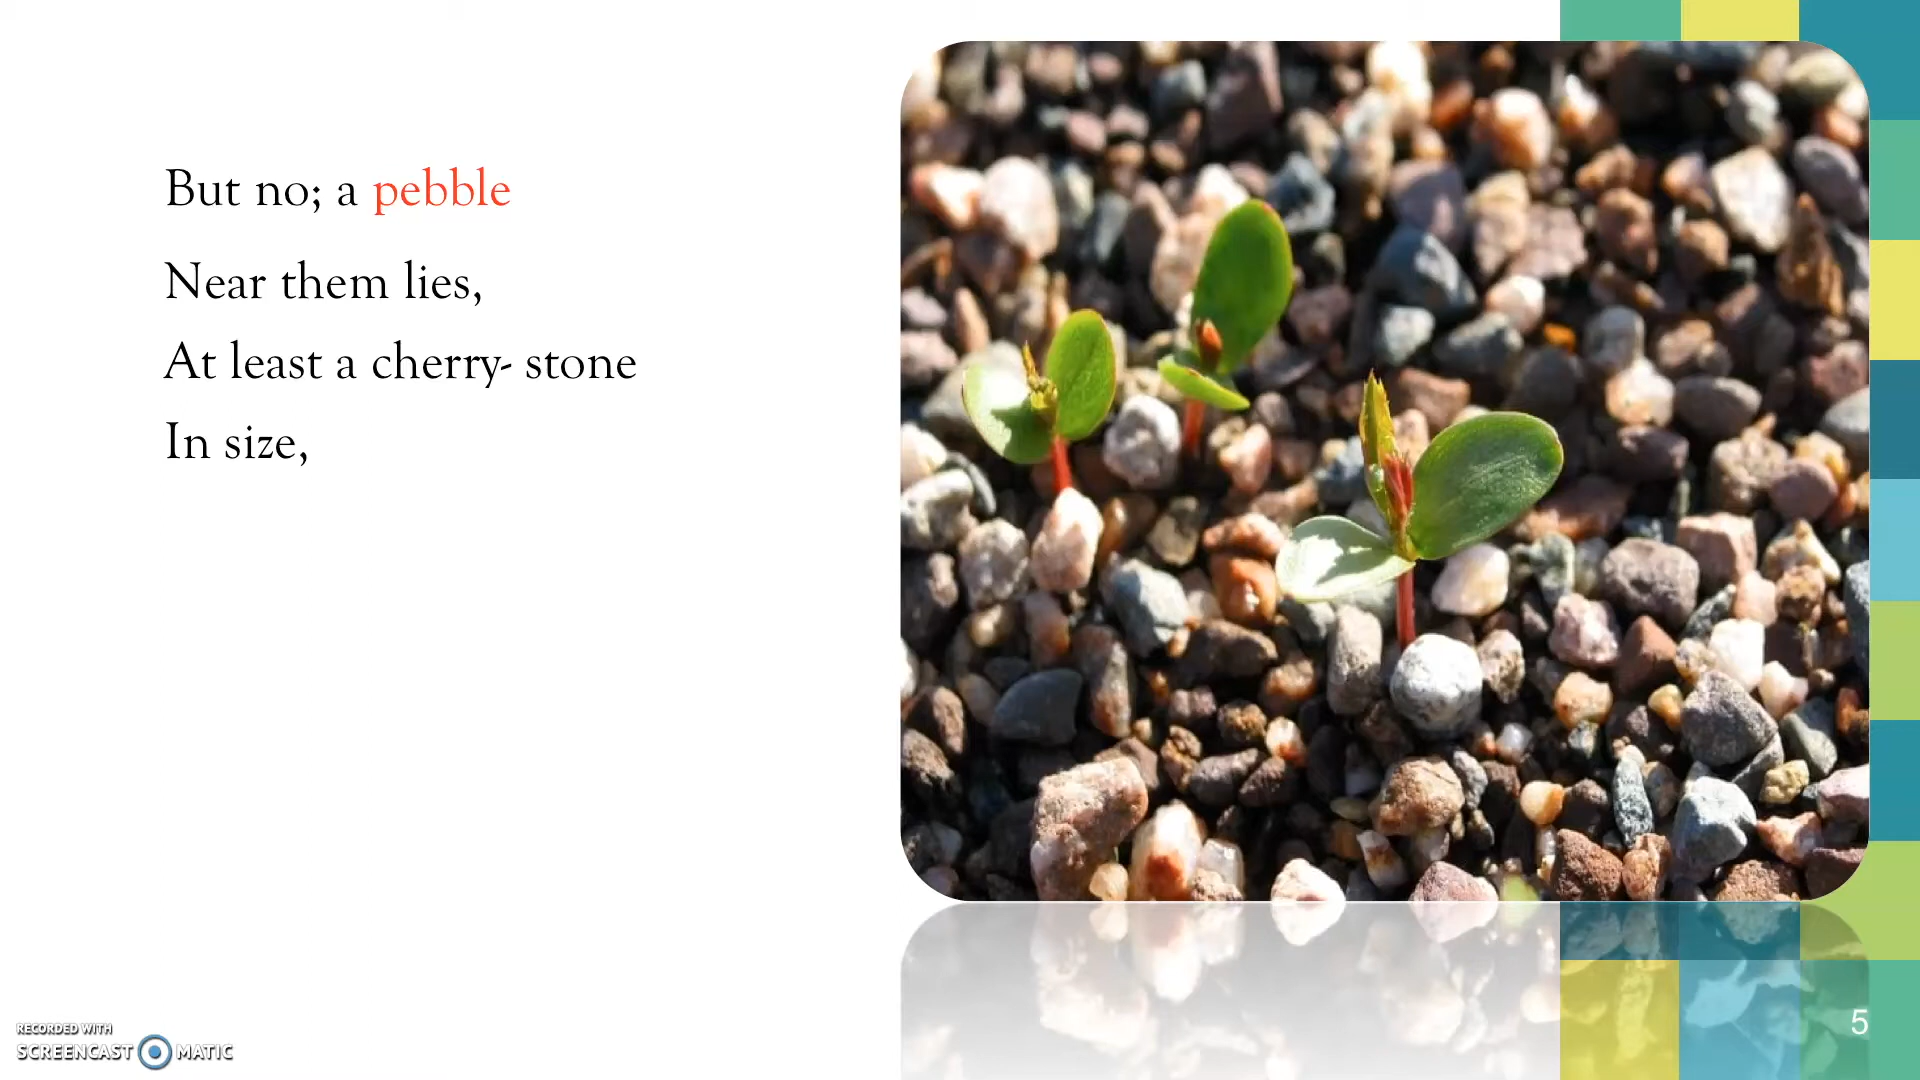 But no; a pebble
Near them lies,
At least a cherry- stone
In size,
RECORDED WITH
SCREENCAST MATIC
5